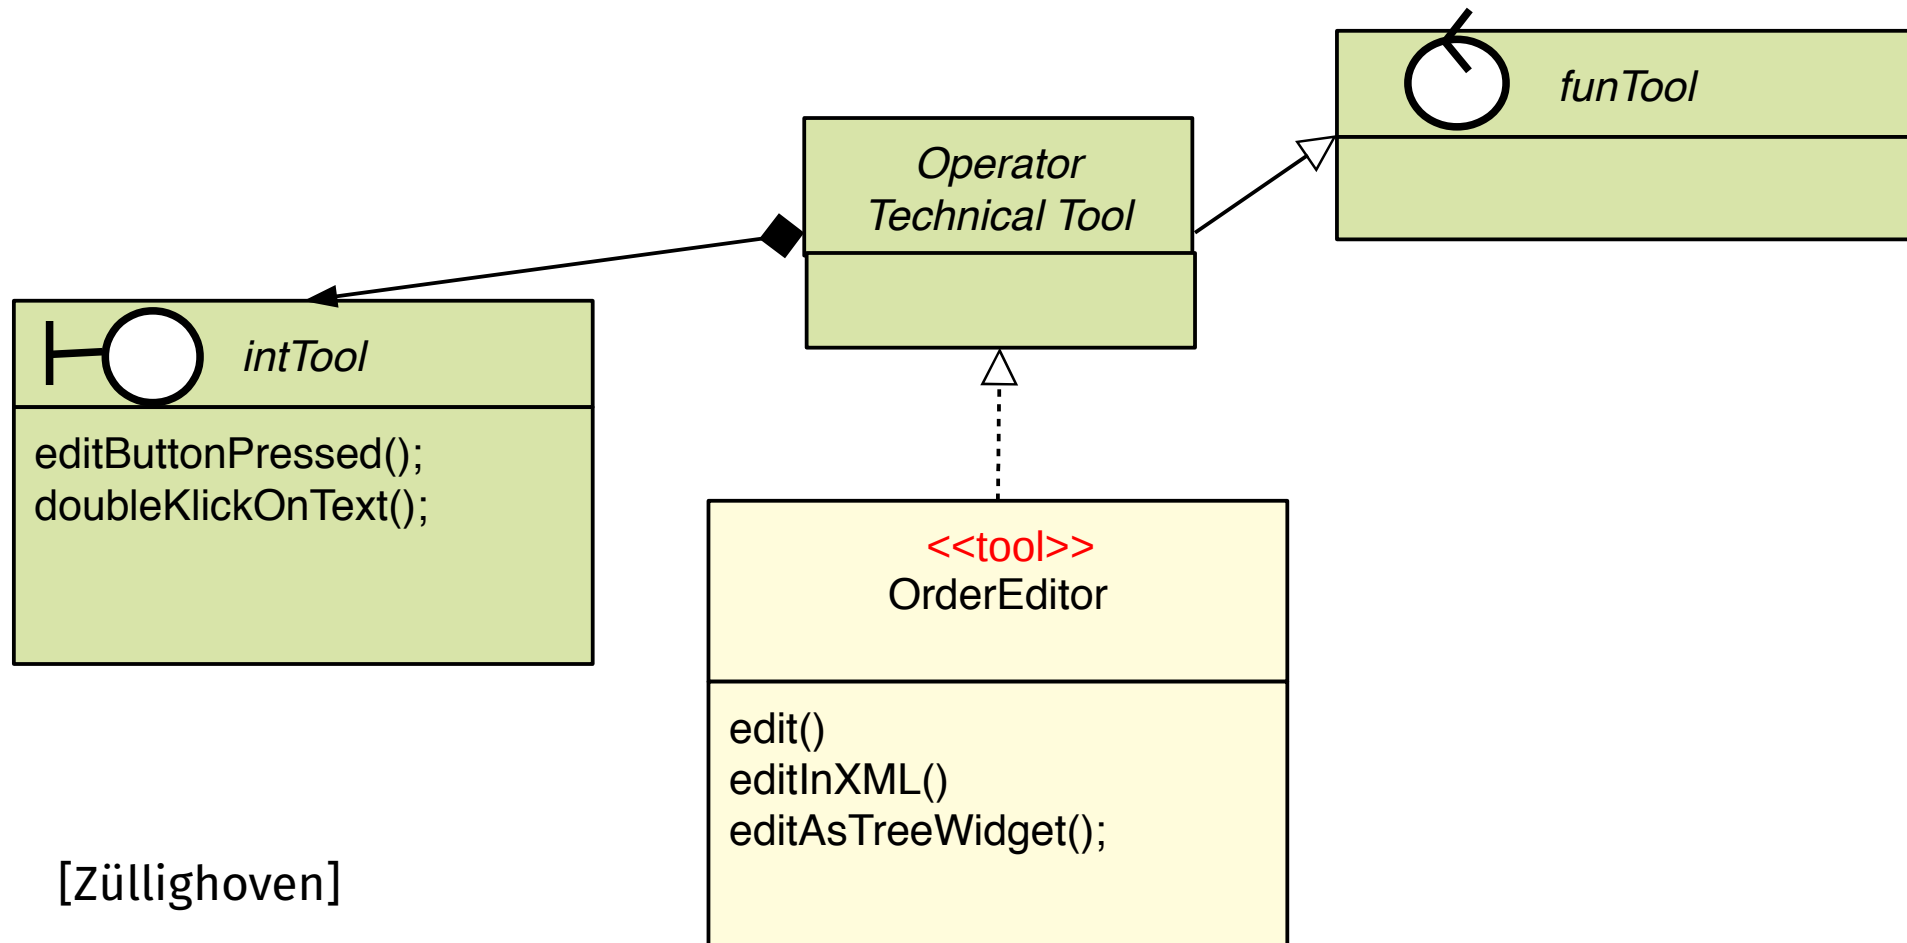 funTool
Operator
Technical Tool
intTool
editButtonPressed();
doubleKlickOnText();
<<tool>>
OrderEditor
edit()
editInXML()
editAsTreeWidget();
[Züllighoven]